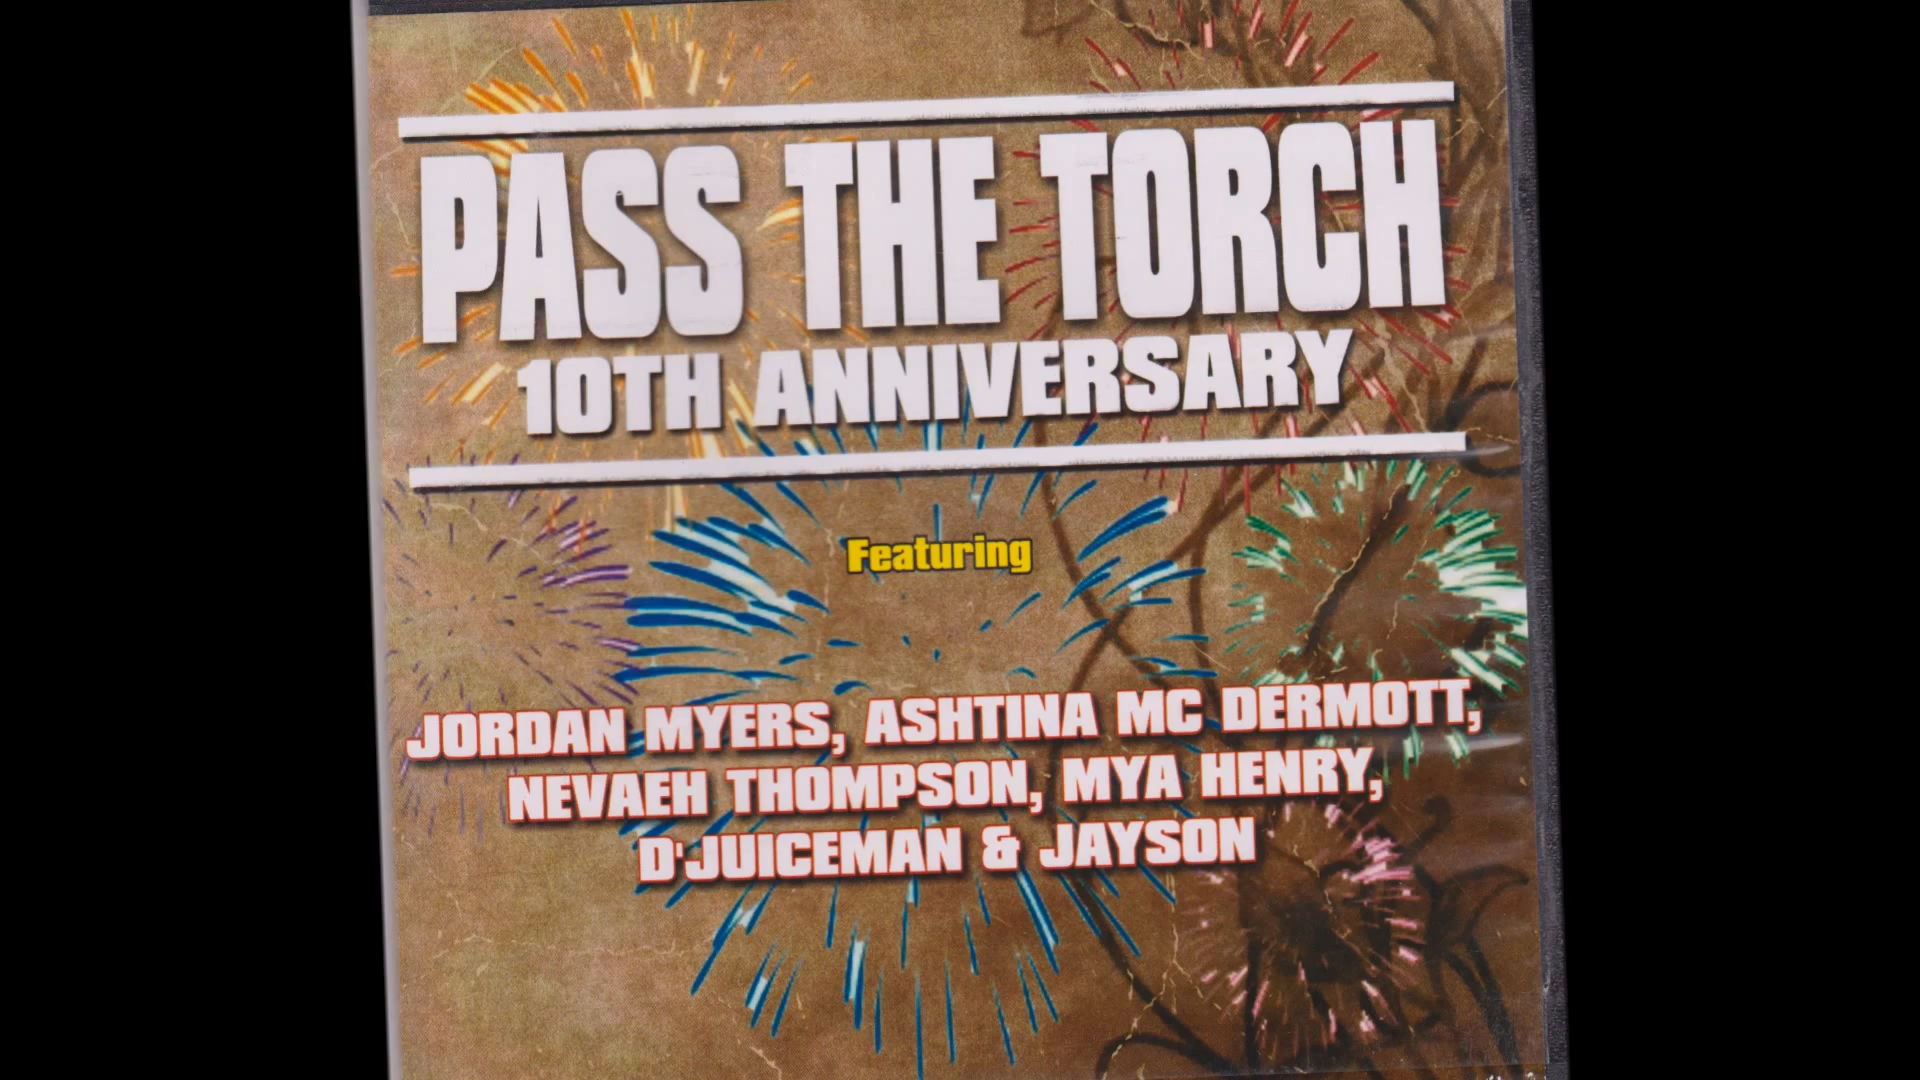 PASS THE TORCH
10TH ANNIVERSARY
Featuring
JORDAN MYERS, ASHTINA MC DERMOTT,
NEVAEH THOMPSON, MYA HENRY,
D'JUICEMAN & JAYSON